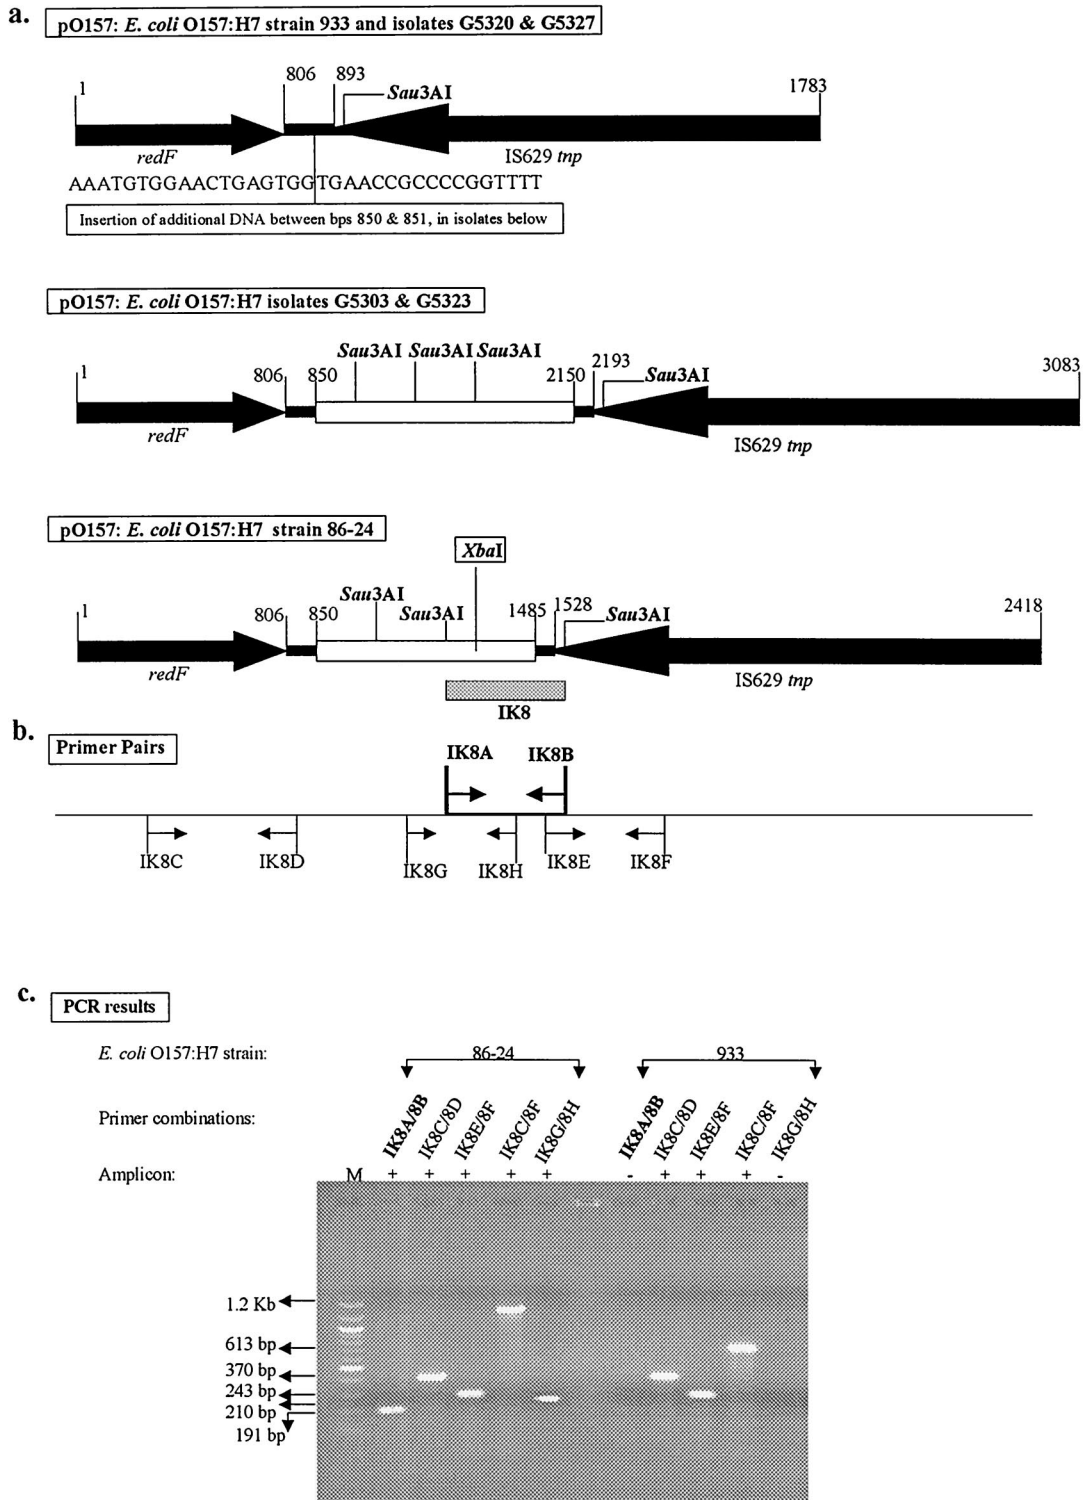 a.
pO157: E. coli O157:H7 strain 933 and isolates G5320 & G5327
1
806
893
Sau3AI
1783
redF
IS629 tnp
AAATGTGGAACTGAGTGGTGAACCGCCCCGGTTTT
Insertion of additional DNA between bps 850 & 851, in isolates below
pO157: E. coli O157:H7 isolates G5303 & G5323
1
806
850
Sau3AI Sau3AI Sau3AI
2150
2193
Sau3AI
3083
redF
IS629 tnp
pO157: E. coli O157:H7 strain 86-24
XbaI
1
806
850
Sau3AI
Sau3AI
1485
1528
Sau3AI
2418
redF
IS629 tnp
IK8
b.
Primer Pairs
IK8A IK8B
IK8C IK8D IK8G IK8H IK8E IK8F
c.
PCR results
E. coli O157:H7 strain: 86-24 933
Primer combinations: IK8A/8B IK8C/8D IK8E/8F IK8C/8F IK8G/8H IK8A/8B IK8C/8D IK8E/8F IK8C/8F IK8G/8H
Amplicon: M + + + + + - + + + -
1.2 Kb
613 bp
370 bp
243 bp
210 bp
191 bp